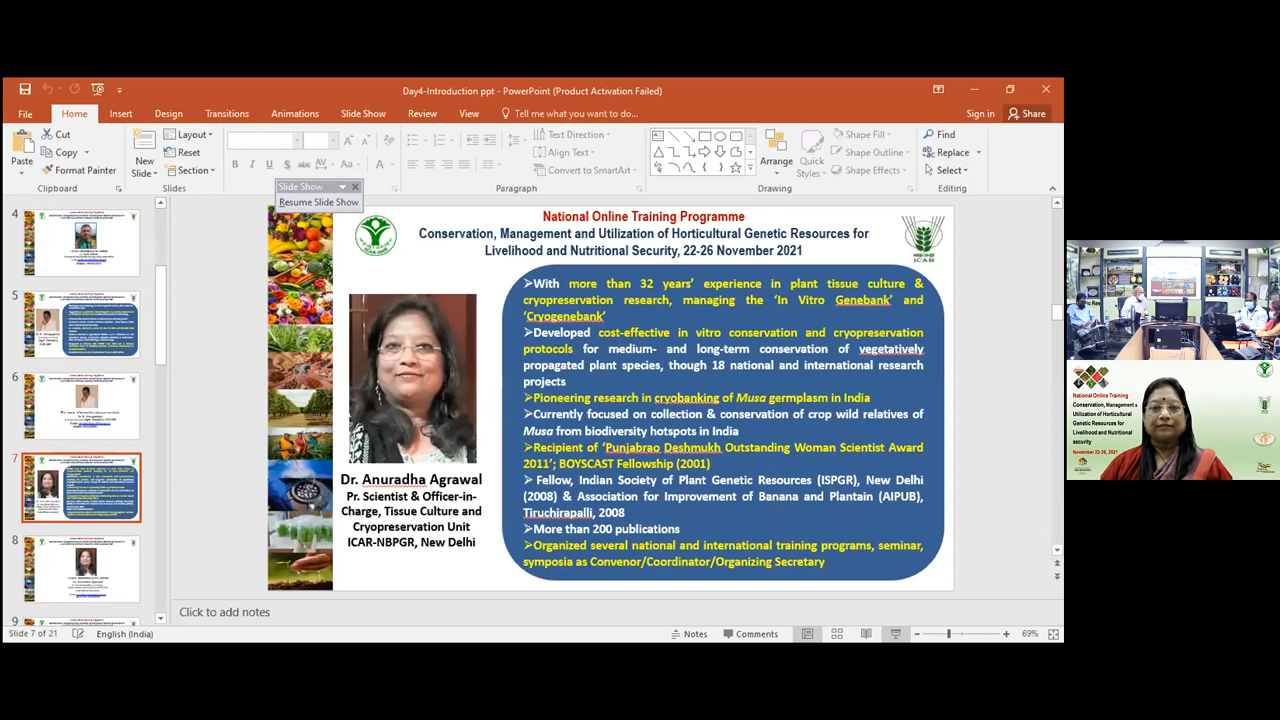 Day4-Introduction ppt - PowerPoint (Product Activation Failed)
File Home Insert Design Transitions Animations Slide Show Review View Tell me what you want to do... Sign in Share
Paste
Cut
Copy
Format Painter
Clipboard
New
Slide
Layout
Reset
Section
Slides
Paragraph
Text Direction
Align Text
Convert to SmartArt
Arrange
Quick
Styles
Shape Fill
Shape Outline
Shape Effects
Drawing
Find
Replace
Select
Editing
Slide Show
Resume Slide Show
4
5
6
7
8
9
National Online Training Programme
Conservation, Management and Utilization of Horticultural Genetic Resources for
Livelihood and Nutritional Security, 22-26 November
ICAR
Dr. Anuradha Agrawal
Pr. Scientist & Officer-in-
Charge, Tissue Culture and
Cryopreservation Unit
AR-NBPGR, New Delhi
➢With more than 32 years’ experience in plant tissue culture &
cryopreservation research, managing the ‘In Vitro Genebank’ and
‘Cryogenebank’
➢Developed cost-effective in vitro conservation and cryopreservation
protocols for medium- and long-term conservation of vegetatively
propagated plant species, though 18 national and international research
projects
➢Pioneering research in cryobanking of Musa germplasm in India
➢Currently focused on collection & conservation of crop wild relatives of
Musa from biodiversity hotspots in India
➢Recipient of ‘Punjabrao Deshmukh Outstanding Woman Scientist Award
2011’; BOYSCAST Fellowship (2001)
➢Fellow, Indian Society of Plant Genetic Resources (ISPGR), New Delhi
2020 & Association for Improvement of Banana and Plantain (AIPUB),
Tiruchirapalli, 2008
➢More than 200 publications
➢Organized several national and international training programs, seminar,
symposia as Convenor/Coordinator/Organizing Secretary
Click to add notes
Slide 7 of 21 English (India) Notes Comments 69%
National Online Training
Conservation, Management &
Utilization of Horticultural
Genetic Resources for
Livelihood and Nutritional
security
November 22-26, 2021